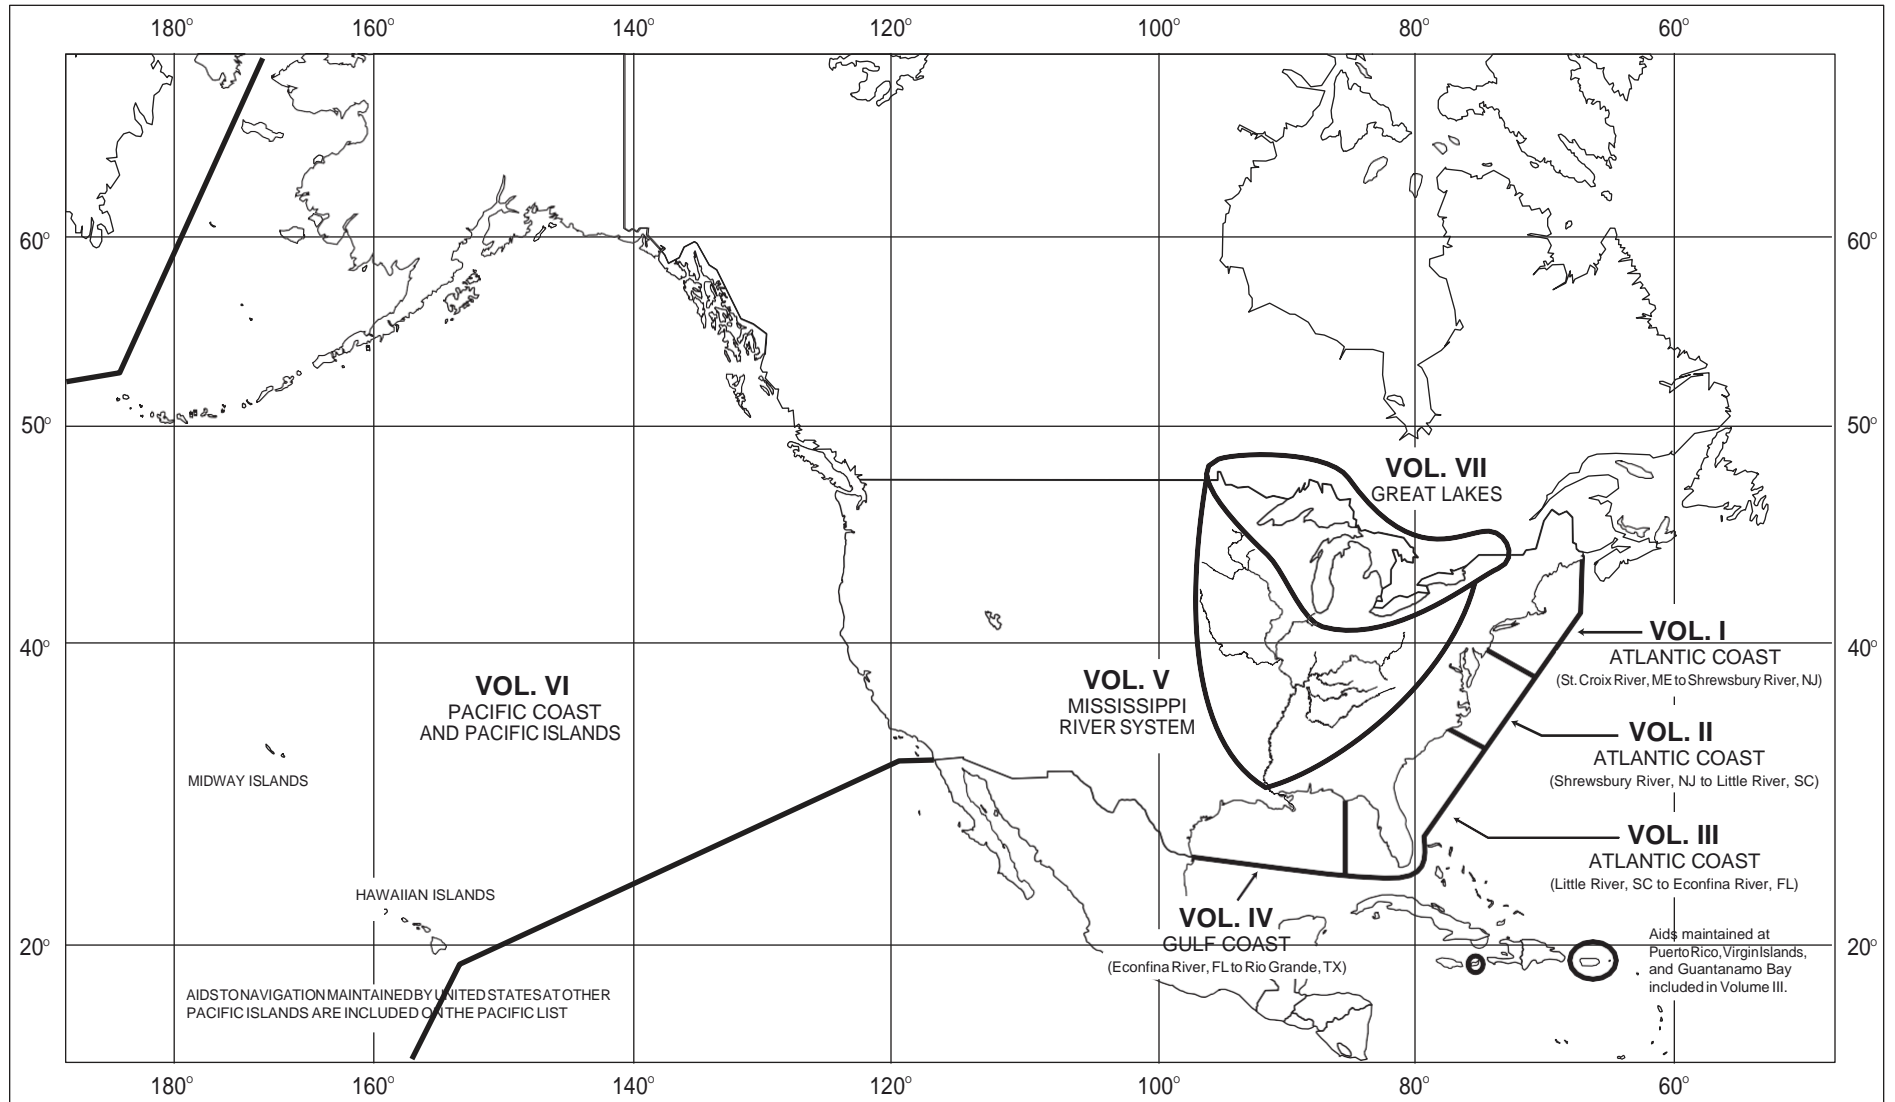 180°
160°
140°
120°
100°
80°
60°
60°
60°
50°
50°
VOL. VII
GREAT LAKES
40°
40°
VOL. I
ATLANTIC COAST
(St. Croix River, ME to Shrewsbury River, NJ)
VOL. VI
PACIFIC COAST
AND PACIFIC ISLANDS
VOL. V
MISSISSIPPI
RIVER SYSTEM
VOL. II
ATLANTIC COAST
(Shrewsbury River, NJ to Little River, SC)
MIDWAY ISLANDS
VOL. III
ATLANTIC COAST
(Little River, SC to Econfina River, FL)
HAWAIIAN ISLANDS
VOL. IV
GULF COAST
(Econfina River, FL to Rio Grande, TX)
20°
20°
Aids maintained at
Puerto Rico, Virgin Islands,
and Guantanamo Bay
included in Volume III.
AIDS TO NAVIGATION MAINTAINED BY UNITED STATES AT OTHER
PACIFIC ISLANDS ARE INCLUDED ON THE PACIFIC LIST
180°
160°
140°
120°
100°
80°
60°